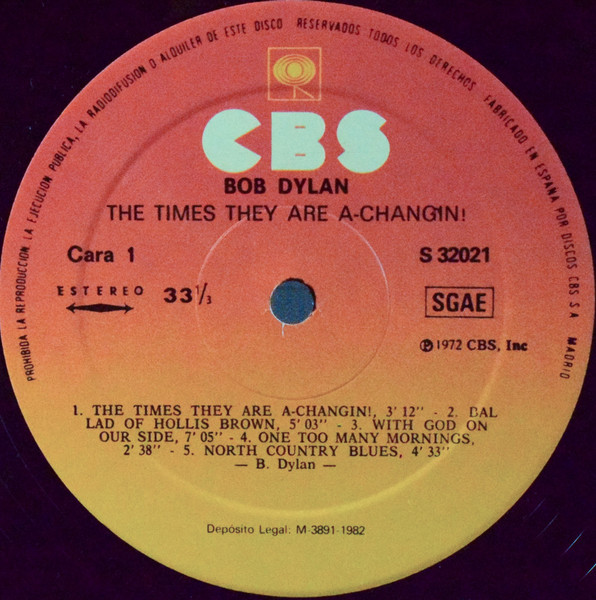 PROHIBIDA LA REPRODUCCION, LA EJECUCION PUBLICA, LA RADIODIFUSION O ALQUILER DE ESTE DISCO RESERVADOS TODOS LOS DERECHOS FABRICADO EN ESPAÑA POR DISCOS CBS S A MADRID
CBS
BOB DYLAN
THE TIMES THEY ARE A-CHANGIN!
Cara 1 S 32021
ESTEREO 33 1/3 SGAE
℗ 1972 CBS, Inc
1. THE TIMES THEY ARE A-CHANGIN!, 3'12'' - 2. BAL
LAD OF HOLLIS BROWN, 5'03'' - 3. WITH GOD ON
OUR SIDE, 7'05'' - 4. ONE TOO MANY MORNINGS,
2'38'' - 5. NORTH COUNTRY BLUES, 4'33''
— B. Dylan —
Depósito Legal: M-3891-1982